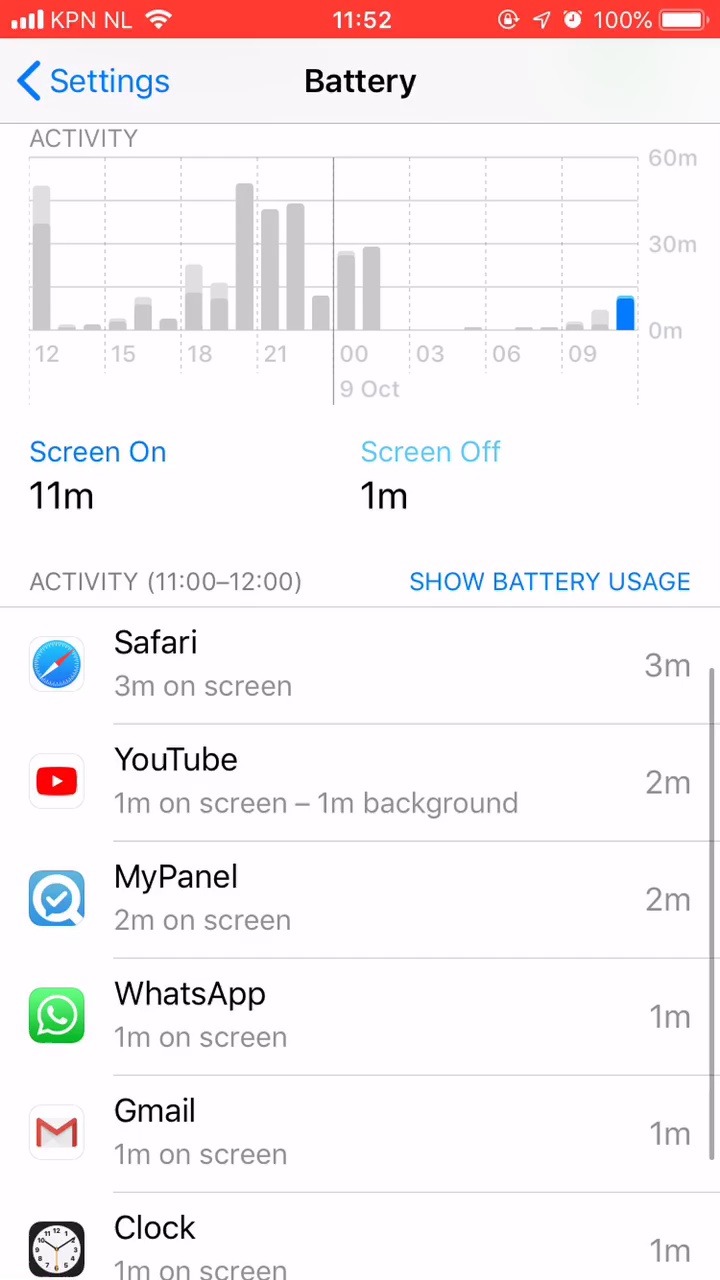 KPN NL 11:52 100%
Settings Battery
ACTIVITY
60m
30m
0m
12 15 18 21 00 03 06 09
9 Oct
Screen On Screen Off
11m 1m
ACTIVITY (11:00–12:00) SHOW BATTERY USAGE
Safari
3m on screen 3m
YouTube
1m on screen – 1m background 2m
MyPanel
2m on screen 2m
WhatsApp
1m on screen 1m
Gmail
1m on screen 1m
Clock
1m on screen 1m